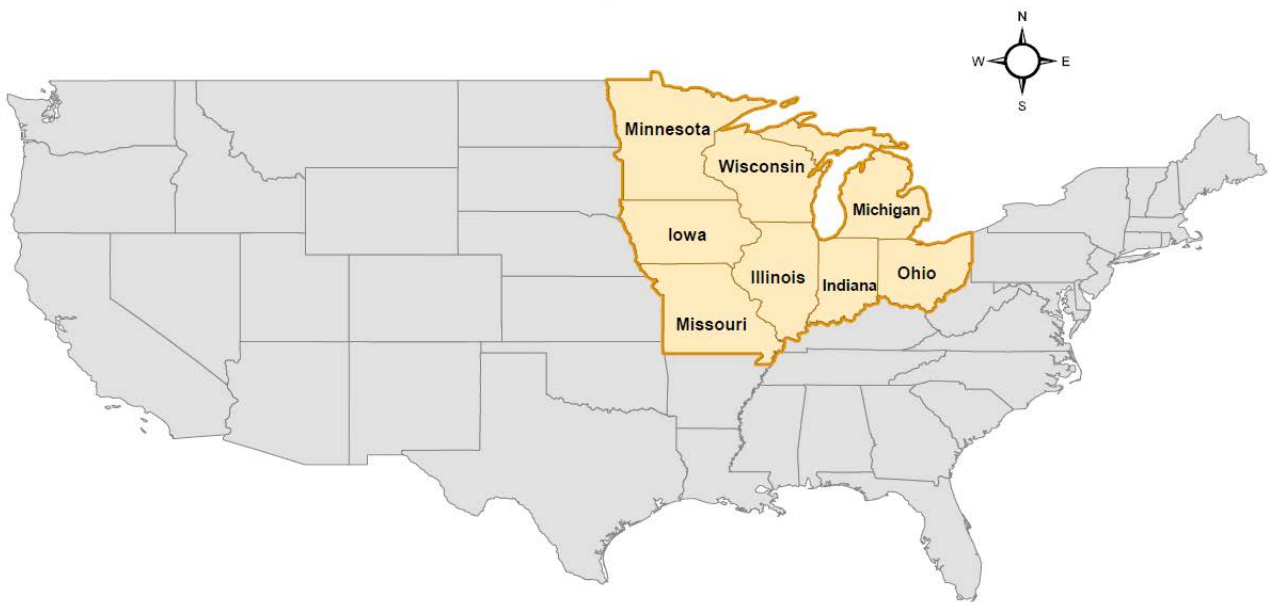 N
W E
S
Minnesota
Wisconsin
Michigan
Iowa
Illinois
Indiana
Ohio
Missouri